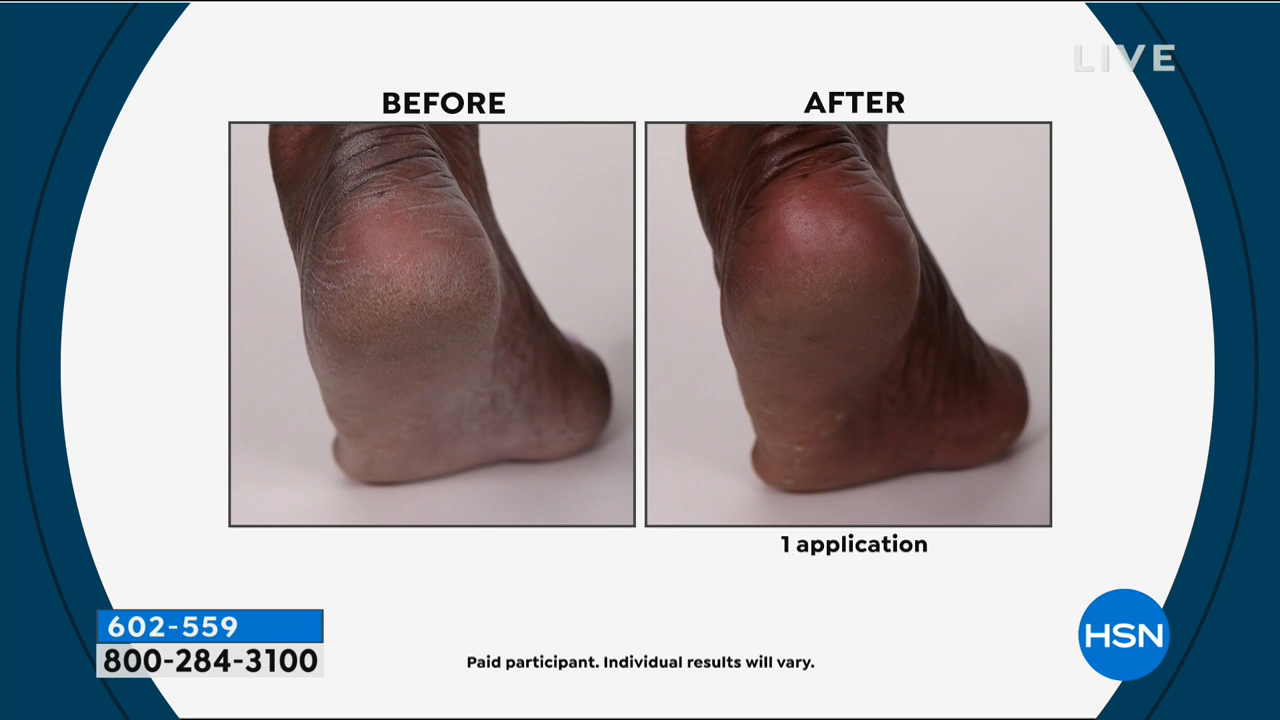 LIVE
BEFORE
AFTER
1 application
602-559
800-284-3100
Paid participant. Individual results will vary.
HSN